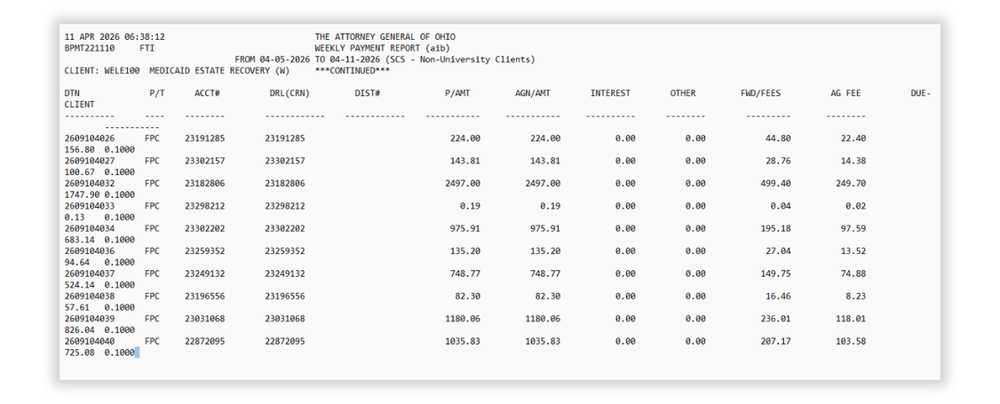 11 APR 2026 06:38:12 THE ATTORNEY GENERAL OF OHIO
BPMT221110 FTI WEEKLY PAYMENT REPORT (aib)
FROM 04-05-2026 TO 04-11-2026 (SCS - Non-University Clients)
CLIENT: WELE100 MEDICAID ESTATE RECOVERY (W) ***CONTINUED***
DTN P/T ACCT# DRL(CRN) DIST# P/AMT AGN/AMT INTEREST OTHER FWD/FEES AG FEE DUE-
CLIENT
---------- ---- -------- ------------ ------------ ----------- ----------- ---------- -------- --------- --------
-----------
2609104026 FPC 23191285 23191285 224.00 224.00 0.00 0.00 44.80 22.40
156.80 0.1000
2609104027 FPC 23302157 23302157 143.81 143.81 0.00 0.00 28.76 14.38
100.67 0.1000
2609104032 FPC 23182806 23182806 2497.00 2497.00 0.00 0.00 499.40 249.70
1747.90 0.1000
2609104033 FPC 23298212 23298212 0.19 0.19 0.00 0.00 0.04 0.02
0.13 0.1000
2609104034 FPC 23302202 23302202 975.91 975.91 0.00 0.00 195.18 97.59
683.14 0.1000
2609104036 FPC 23259352 23259352 135.20 135.20 0.00 0.00 27.04 13.52
94.64 0.1000
2609104037 FPC 23249132 23249132 748.77 748.77 0.00 0.00 149.75 74.88
524.14 0.1000
2609104038 FPC 23196556 23196556 82.30 82.30 0.00 0.00 16.46 8.23
57.61 0.1000
2609104039 FPC 23031068 23031068 1180.06 1180.06 0.00 0.00 236.01 118.01
826.04 0.1000
2609104040 FPC 22872095 22872095 1035.83 1035.83 0.00 0.00 207.17 103.58
725.08 0.1000